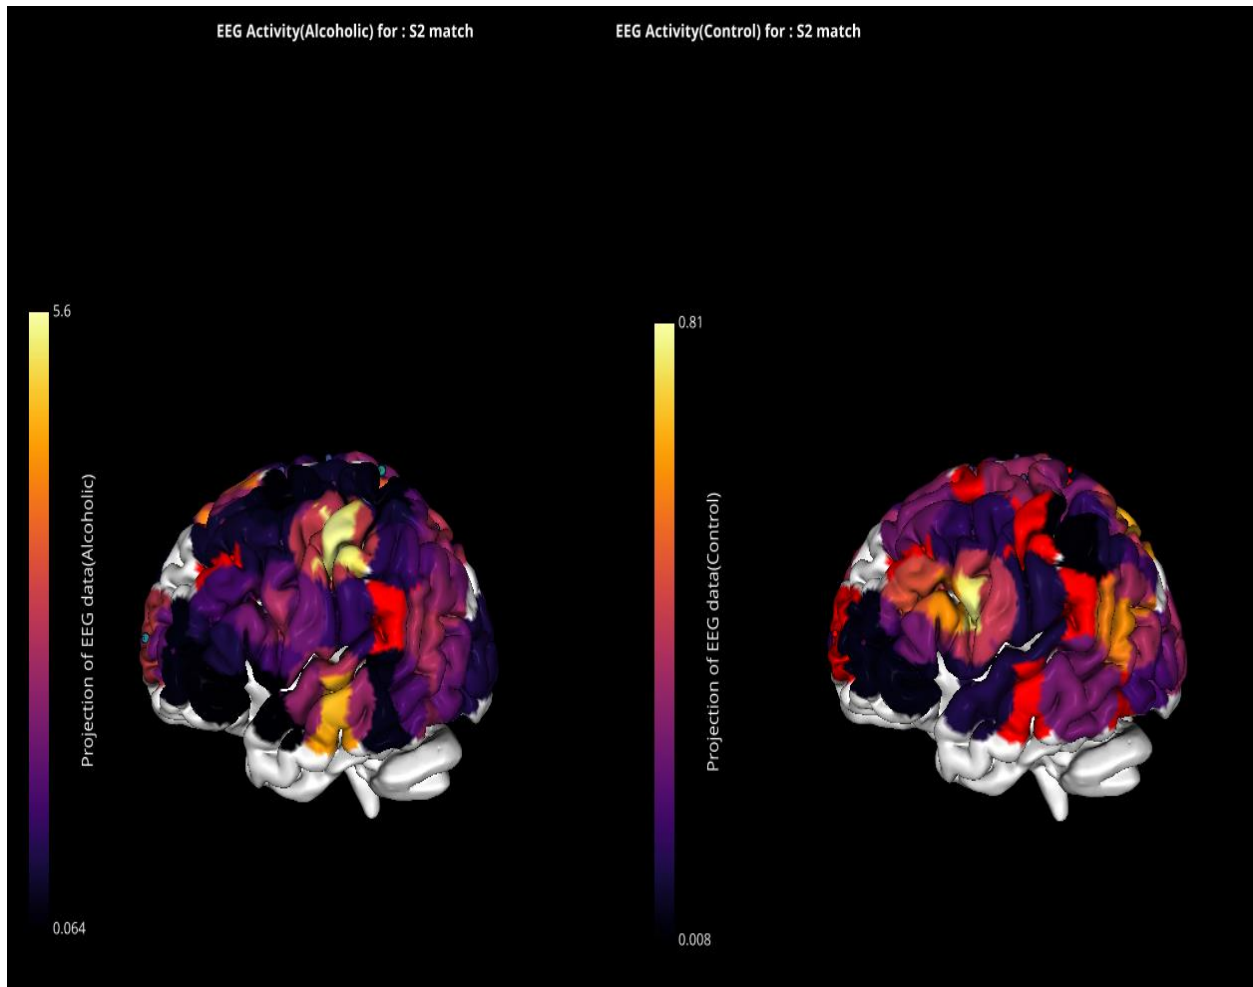 EEG Activity(Alcoholic) for : S2 match
EEG Activity(Control) for : S2 match
5.6
Projection of EEG data(Alcoholic)
0.064
0.81
Projection of EEG data(Control)
0.008